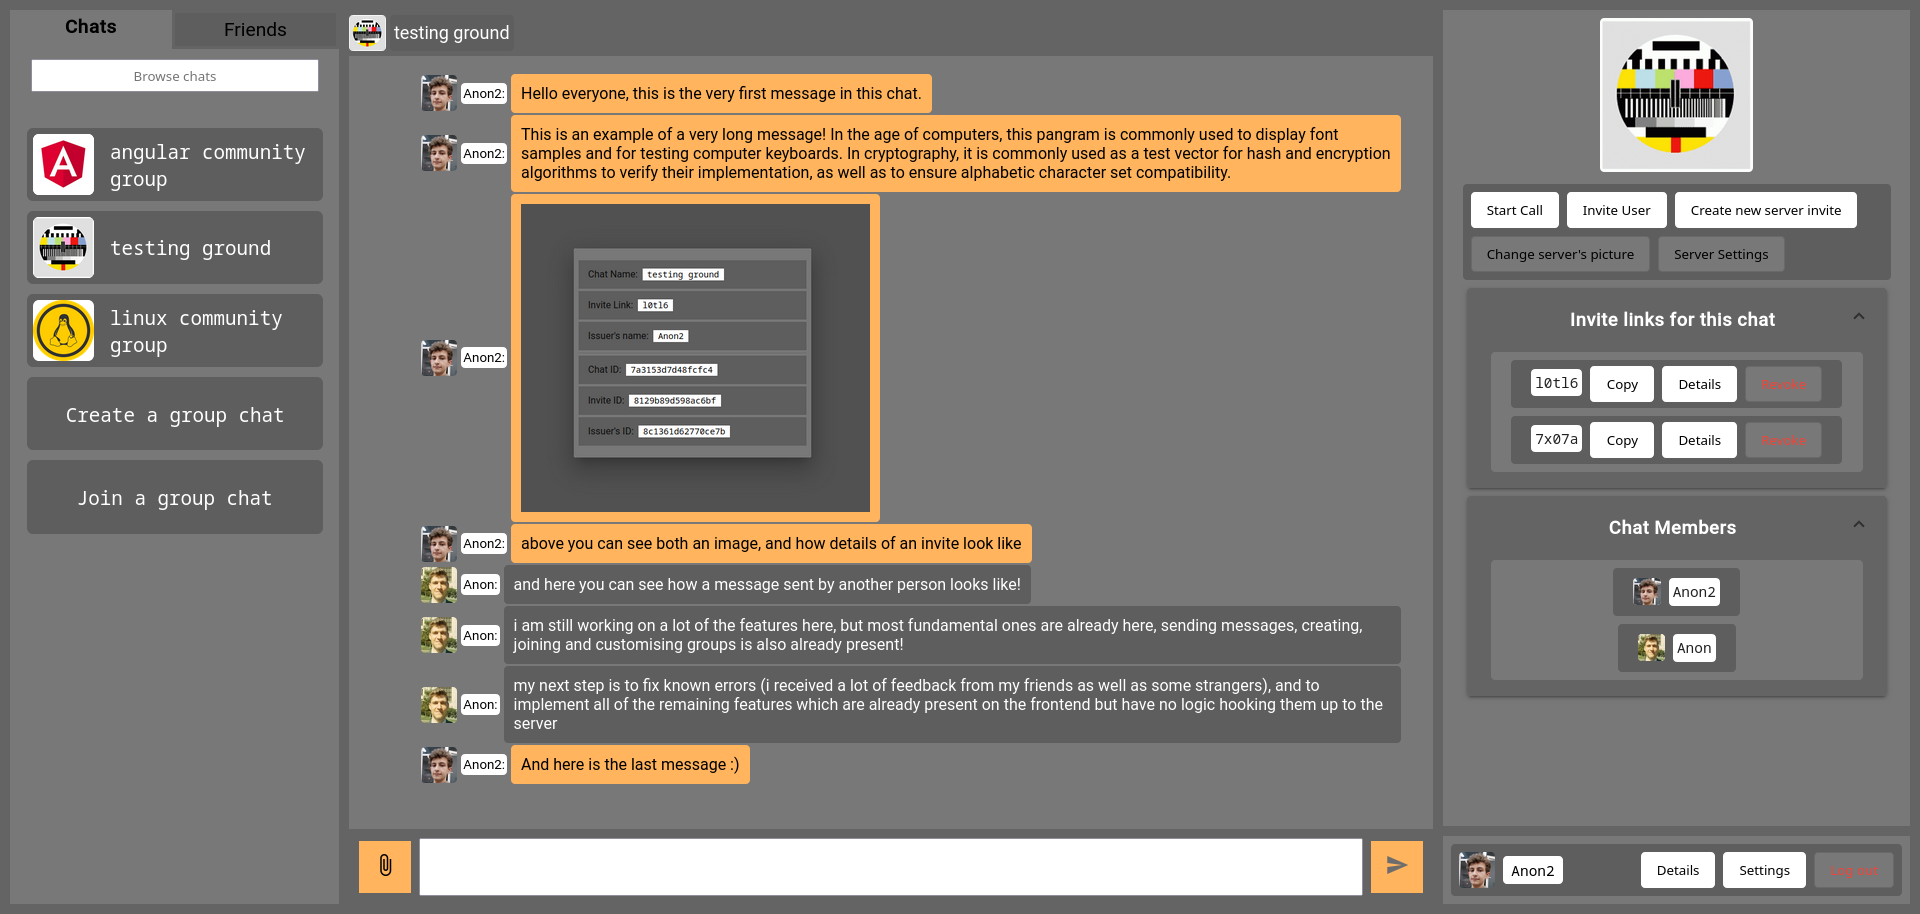 Chats
Friends
Browse chats
angular community
group
testing ground
linux community
group
Create a group chat
Join a group chat
testing ground
Anon2:
Hello everyone, this is the very first message in this chat.
Anon2:
This is an example of a very long message! In the age of computers, this pangram is commonly used to display font
samples and for testing computer keyboards. In cryptography, it is commonly used as a test vector for hash and encryption
algorithms to verify their implementation, as well as to ensure alphabetic character set compatibility.
Anon2:
Chat Name: testing ground
Invite Link: l0tl6
Issuer's name: Anon2
Chat ID: 7a3153d7d48fcfc4
Invite ID: 8129b89d598ac6bf
Issuer's ID: 8c1361d62770ce7b
Anon2:
above you can see both an image, and how details of an invite look like
Anon:
and here you can see how a message sent by another person looks like!
Anon:
i am still working on a lot of the features here, but most fundamental ones are already here, sending messages, creating,
joining and customising groups is also already present!
Anon:
my next step is to fix known errors (i received a lot of feedback from my friends as well as some strangers), and to
implement all of the remaining features which are already present on the frontend but have no logic hooking them up to the
server
Anon2:
And here is the last message :)
Start Call
Invite User
Create new server invite
Change server's picture
Server Settings
Invite links for this chat
l0tl6
Copy
Details
Revoke
7x07a
Copy
Details
Revoke
Chat Members
Anon2
Anon
Anon2
Details
Settings
Log out